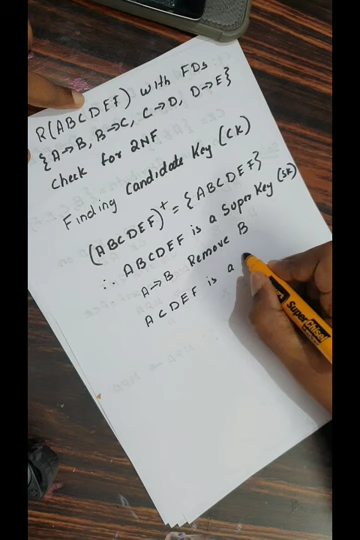 R(ABCDEF) with FDs
{A→B, B→C, C→D, D→E}
check for 2NF
Finding Candidate Key (CK)
(ABCDEF)⁺ = {ABCDEF}
∴ ABCDEF is a Super Key (SK)
A→B Remove B
ACDEF is a